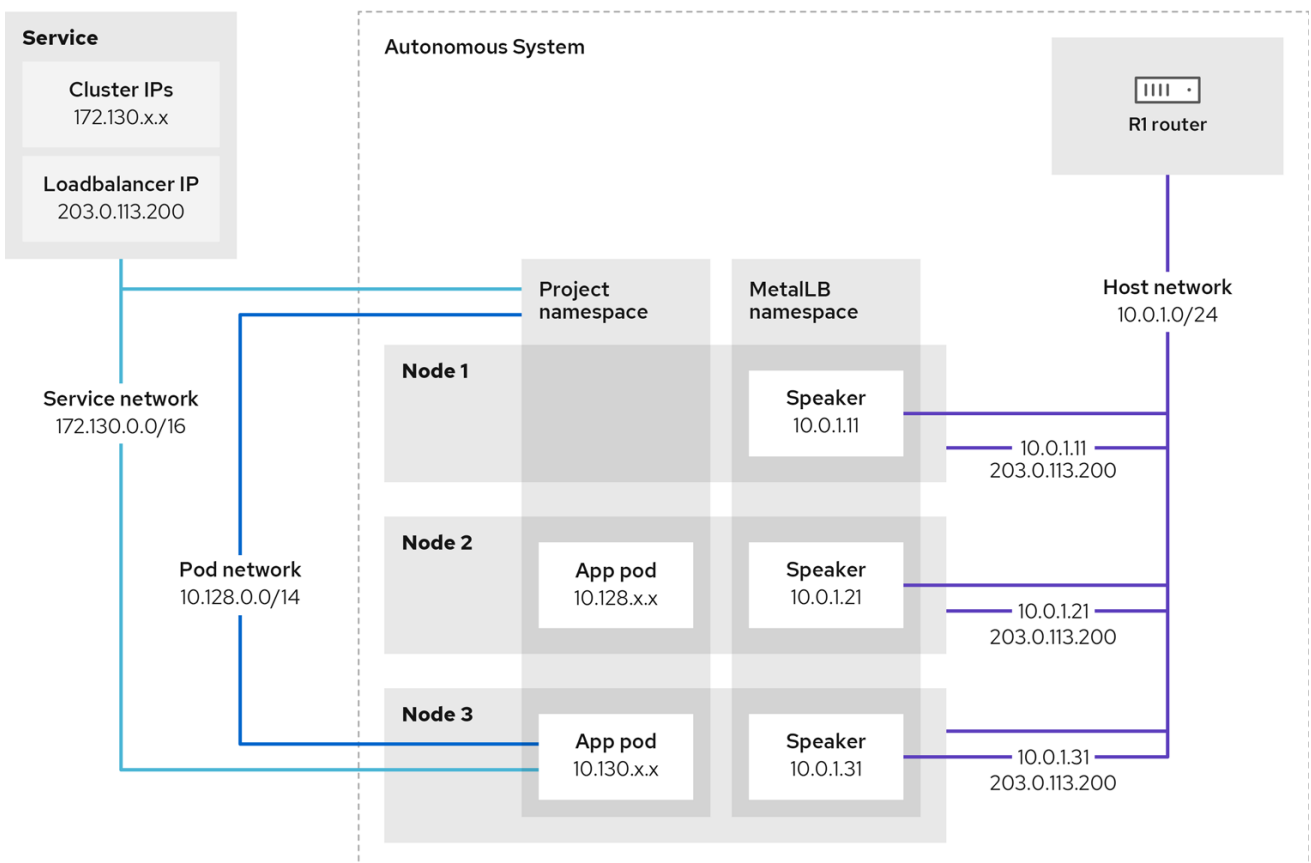 Service
Cluster IPs
172.130.x.x
Loadbalancer IP
203.0.113.200
Autonomous System
R1 router
Host network
10.0.1.0/24
Project
namespace
MetalLB
namespace
Service network
172.130.0.0/16
Pod network
10.128.0.0/14
Node 1
Speaker
10.0.1.11
10.0.1.11
203.0.113.200
Node 2
App pod
10.128.x.x
Speaker
10.0.1.21
10.0.1.21
203.0.113.200
Node 3
App pod
10.130.x.x
Speaker
10.0.1.31
10.0.1.31
203.0.113.200